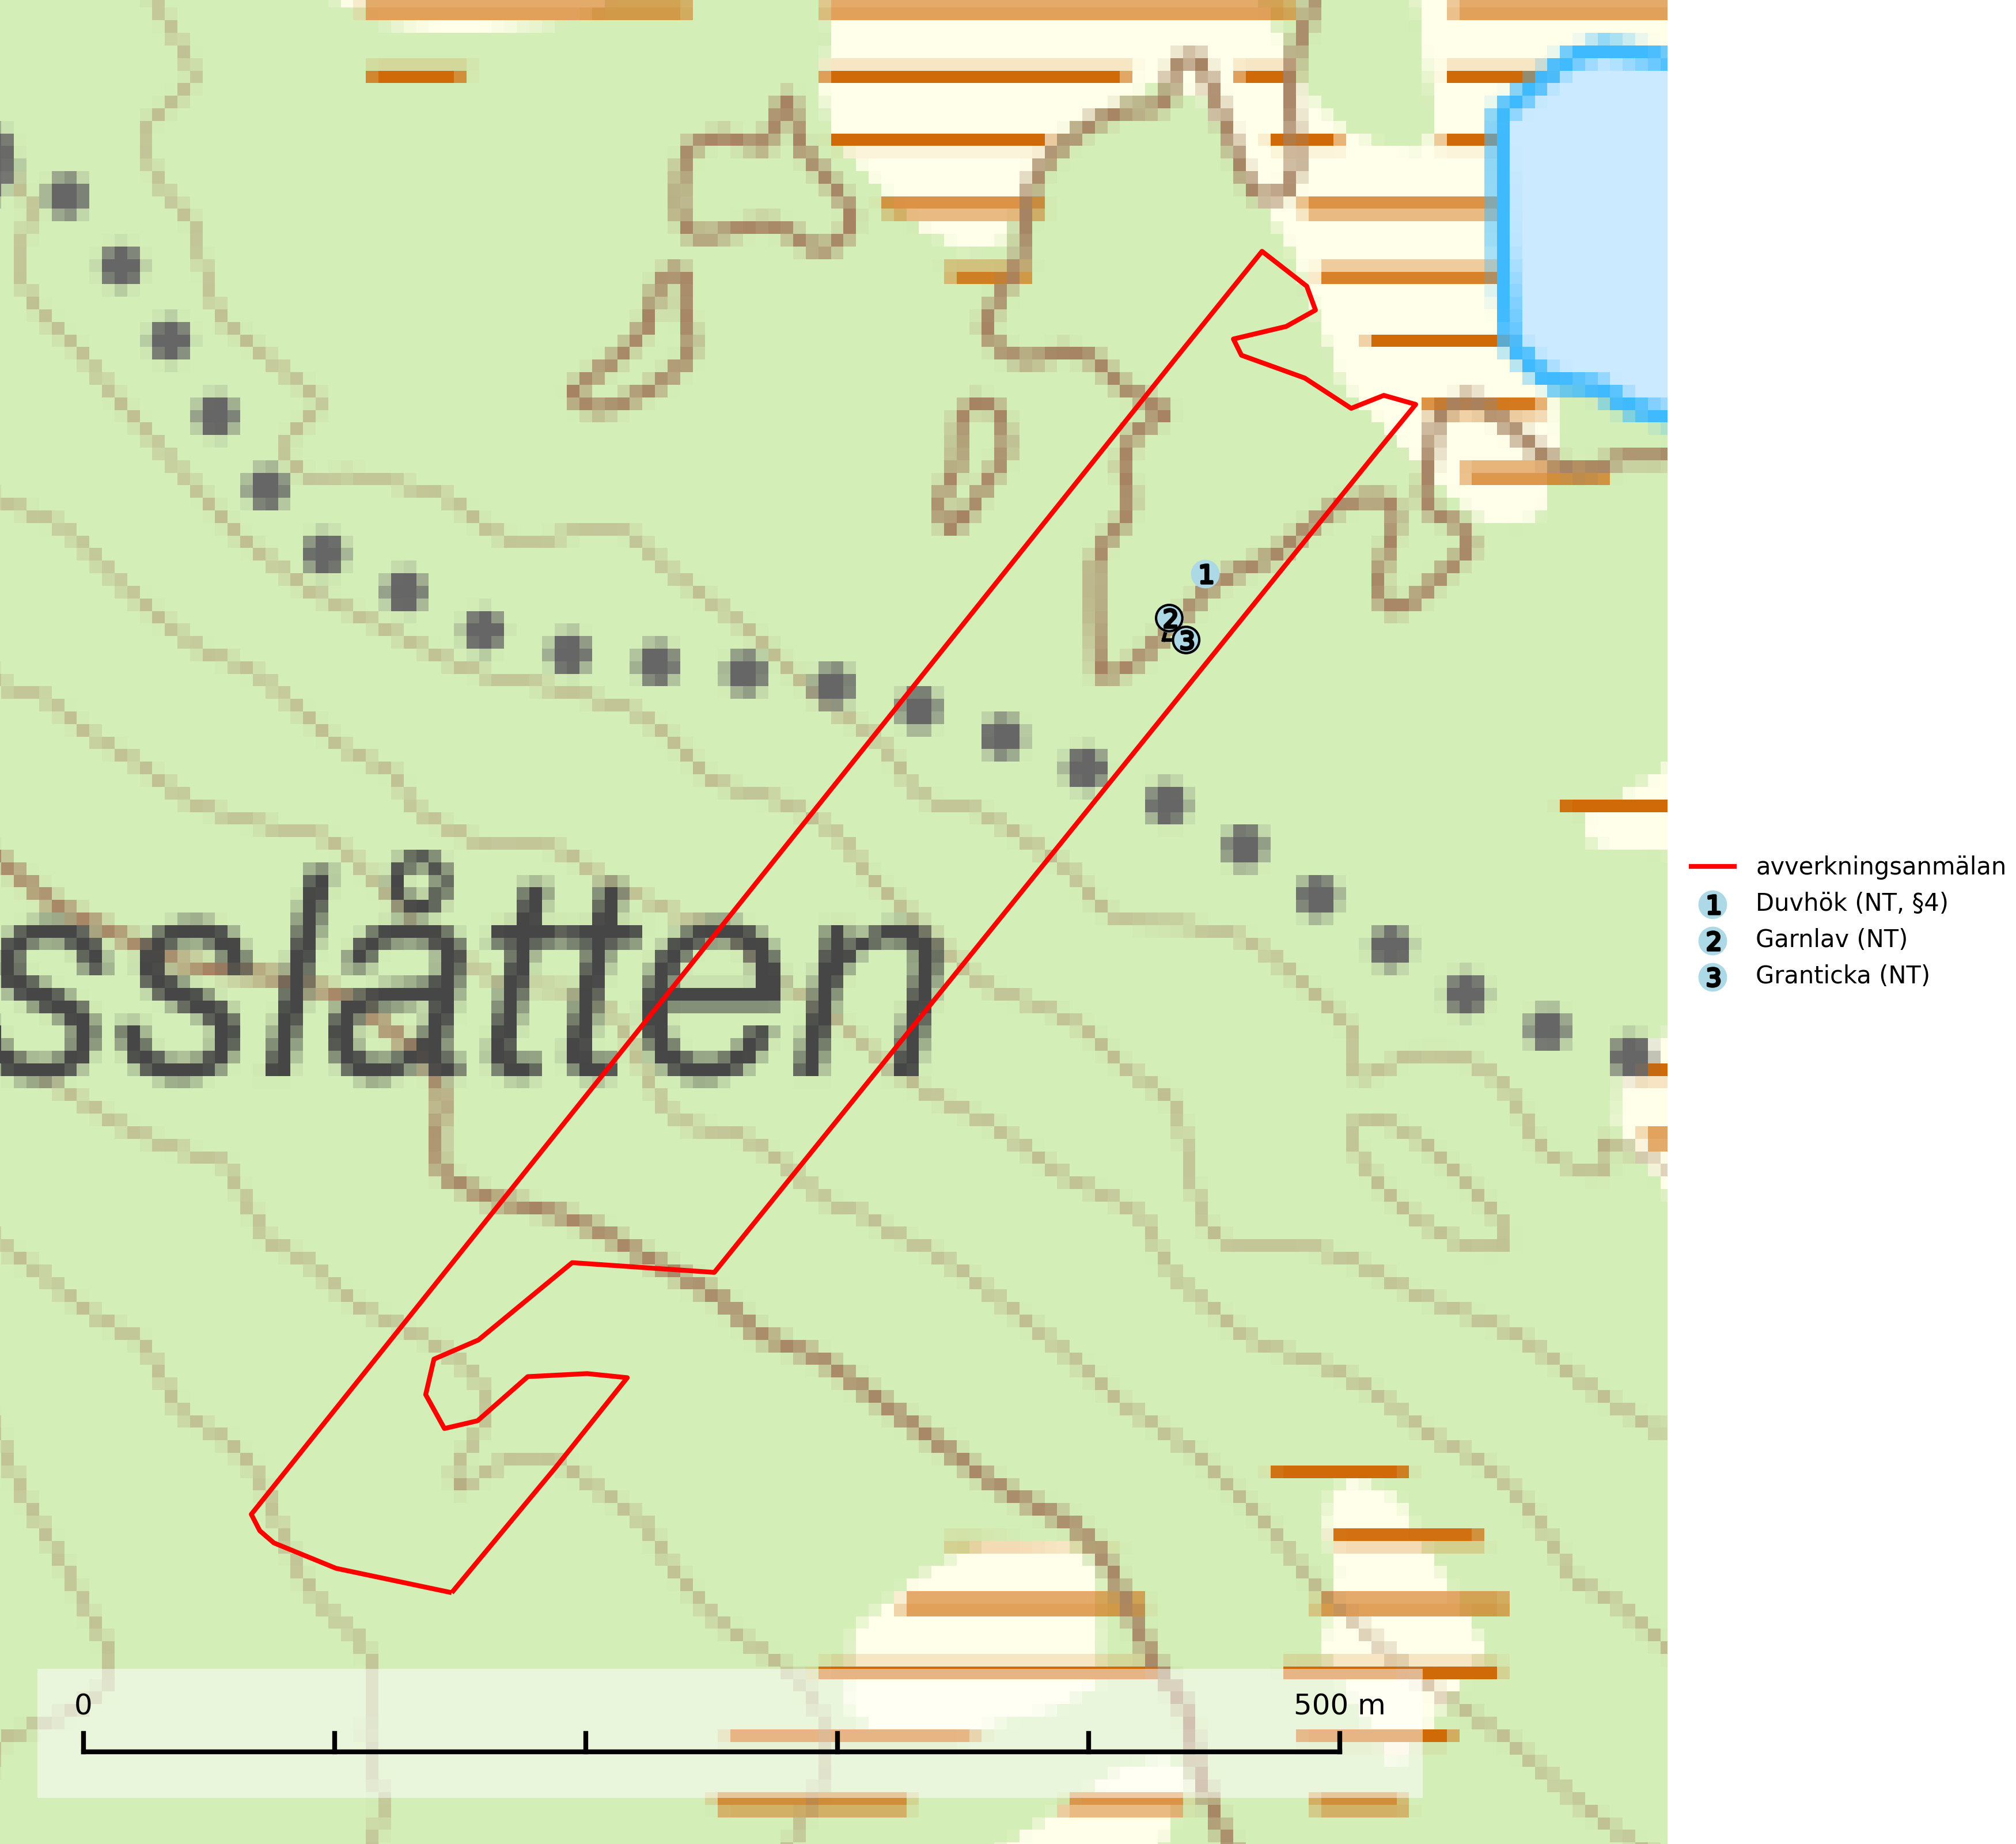 1
2
3
sslåtten
avverkningsanmälan
1 Duvhök (NT, §4)
2 Garnlav (NT)
3 Granticka (NT)
0 500 m